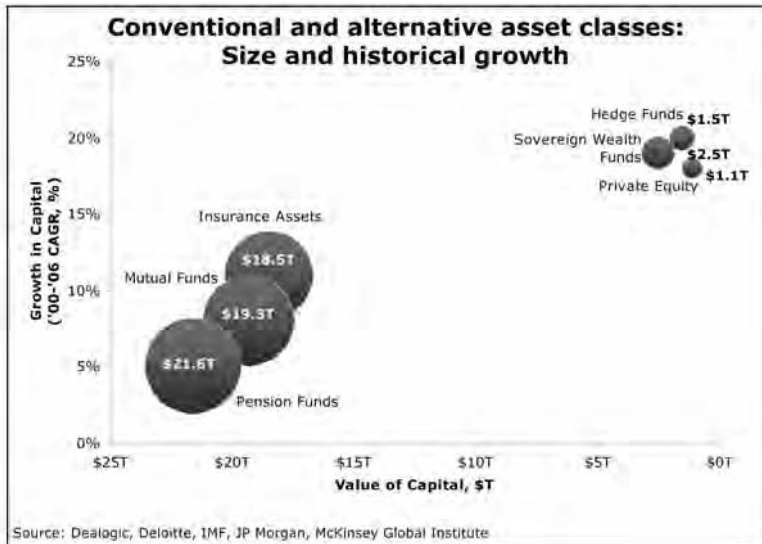 Conventional and alternative asset classes:
Size and historical growth
25%
20%
15%
10%
5%
0%
Growth in Capital
('00-'06 CAGR, %)
Hedge Funds
$1.5T
Sovereign Wealth
Funds
$2.5T
$1.1T
Private Equity
Insurance Assets
$18.5T
Mutual Funds
$19.3T
$21.6T
Pension Funds
$25T
$20T
$15T
$10T
$5T
$0T
Value of Capital, $T
Source: Dealogic, Deloitte, IMF, JP Morgan, McKinsey Global Institute